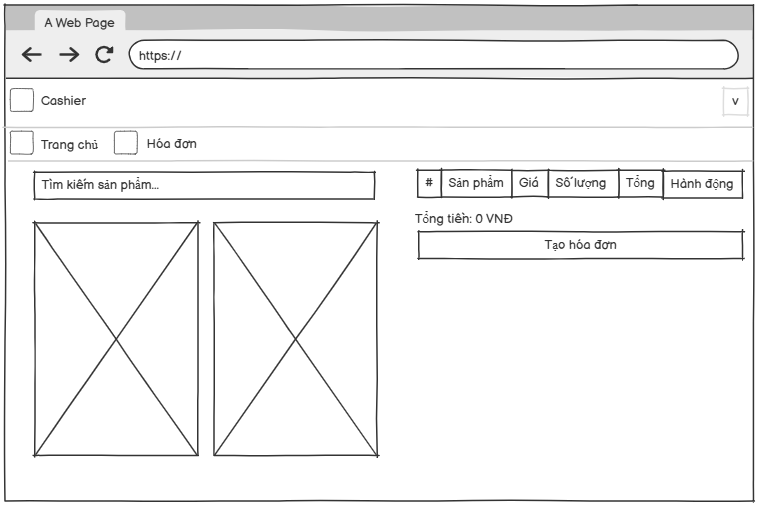 A Web Page
https://
Cashier
v
Trang chủ
Hóa đơn
Tìm kiếm sản phẩm...
# Sản phẩm Giá Số lượng Tổng Hành động
Tổng tiền: 0 VNĐ
Tạo hóa đơn